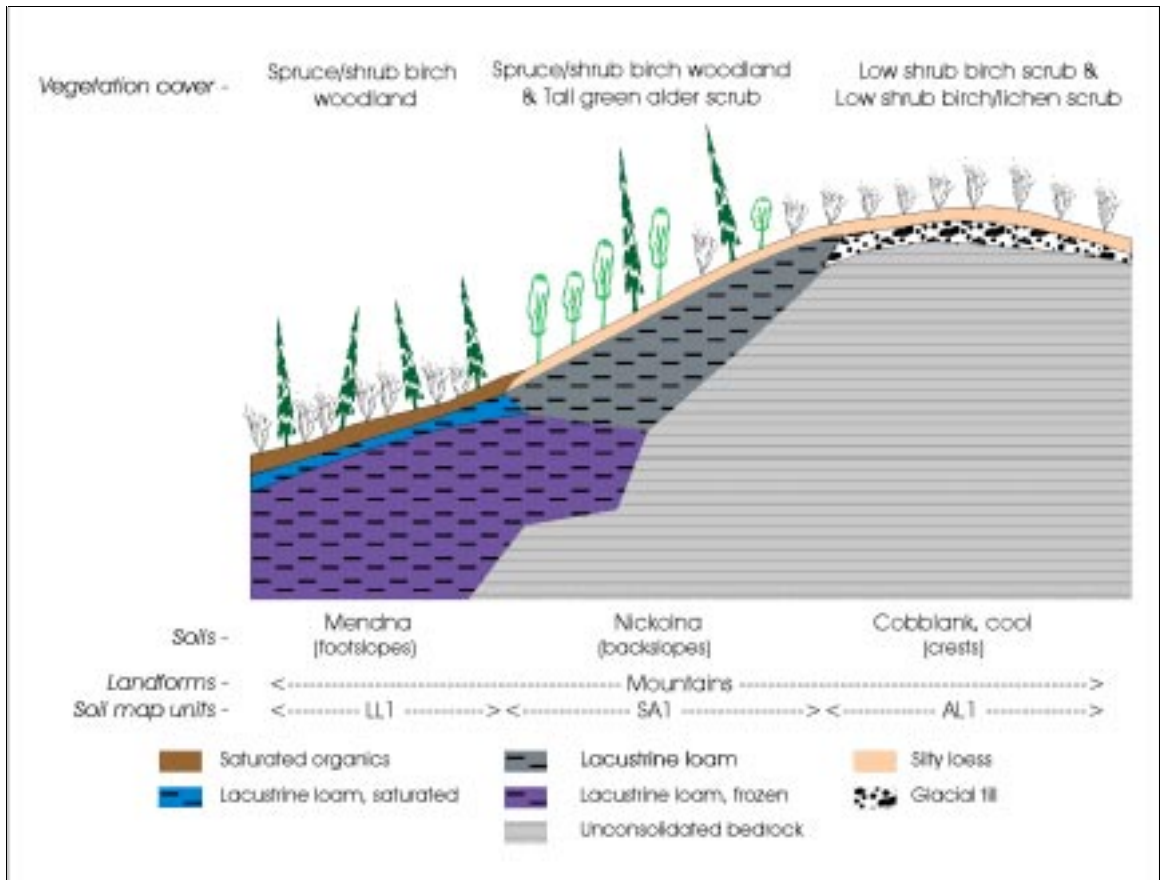 Vegetation cover -
Spruce/shrub birch
woodland
Spruce/shrub birch woodland
& Tall green alder scrub
Low shrub birch scrub &
Low shrub birch/lichen scrub
Soils -
Mendna
(footslopes)
Nickolna
(backslopes)
Cobblank, cool
(crests)
Landforms -
<---------- Mountains ---------->
Soil map units -
<---------- LL1 ----------> <---------- SA1 ----------> <---------- AL1 ---------->
Saturated organics
Lacustrine loam
Silty loess
Lacustrine loam, saturated
Lacustrine loam, frozen
Glacial till
Unconsolidated bedrock